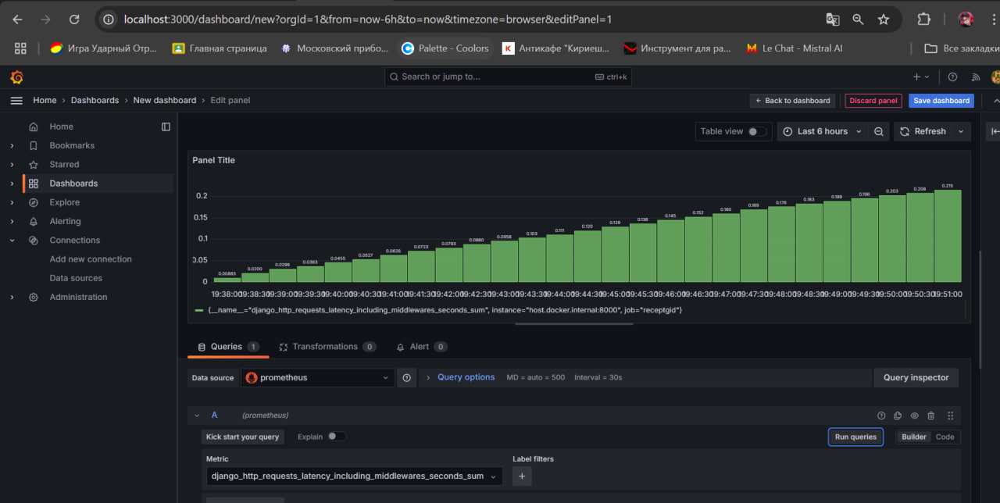 localhost:3000/dashboard/new?orgId=1&from=now-6h&to=now&timezone=browser&editPanel=1
Игра Ударный Отр... Главная страница Московский прибо... Palette - Coolors Антикафе "Кириеш... Инструмент для ра... Le Chat - Mistral AI Все закладки
Search or jump to... ctrl+k
Home › Dashboards › New dashboard › Edit panel Back to dashboard Discard panel Save dashboard
Home
Bookmarks
Starred
Dashboards
Explore
Alerting
Connections
Add new connection
Data sources
Administration
Table view Last 6 hours Refresh
Panel Title
0.2
0.15
0.1
0.05
0
0.00883 0.0200 0.0299 0.0363 0.0455 0.0527 0.0626 0.0723 0.0793 0.0880 0.0958 0.103 0.111 0.120 0.129 0.136 0.145 0.152 0.160 0.169 0.176 0.183 0.189 0.196 0.203 0.208 0.215
19:38:00 19:38:30 19:39:00 19:39:30 19:40:00 19:40:30 19:41:00 19:41:30 19:42:00 19:42:30 19:43:00 19:43:30 19:44:00 19:44:30 19:45:00 19:45:30 19:46:00 19:46:30 19:47:00 19:47:30 19:48:00 19:48:30 19:49:00 19:49:30 19:50:00 19:50:30 19:51:00
{__name__="django_http_requests_latency_including_middlewares_seconds_sum", instance="host.docker.internal:8000", job="receptgid"}
Queries 1 Transformations 0 Alert 0
Data source prometheus Query options MD = auto = 500 Interval = 30s Query inspector
A (prometheus)
Kick start your query Explain Run queries Builder Code
Metric Label filters
django_http_requests_latency_including_middlewares_seconds_sum